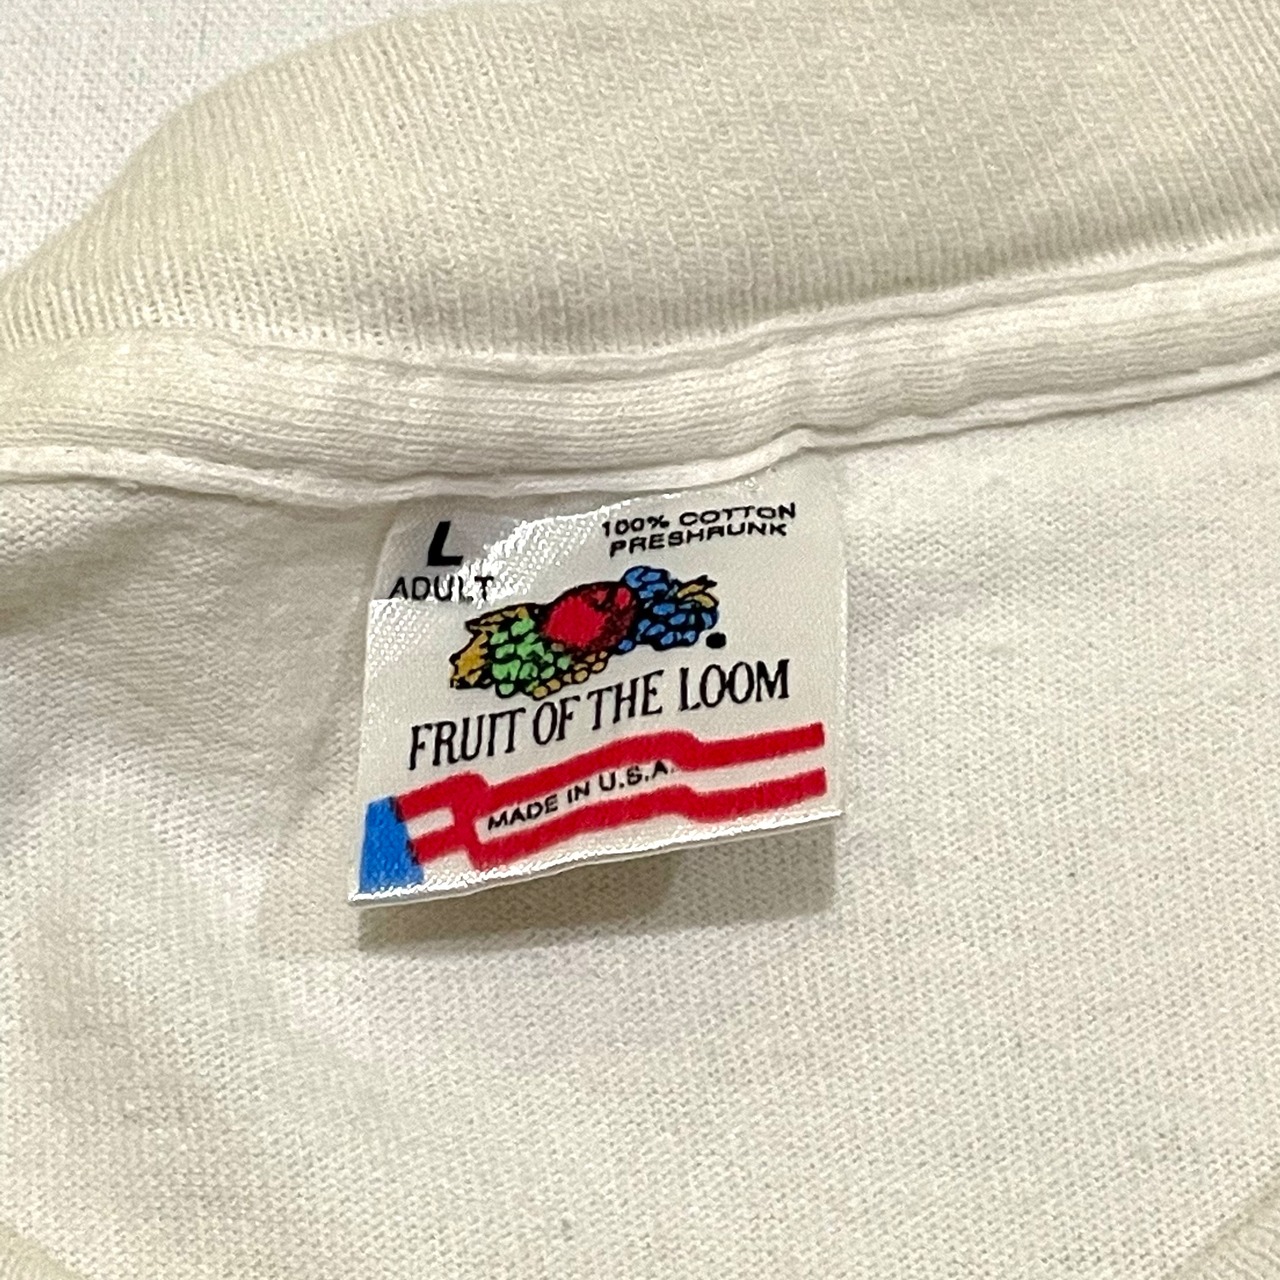 L
ADULT
100% COTTON
PRESHRUNK
FRUIT OF THE LOOM
MADE IN U.S.A.